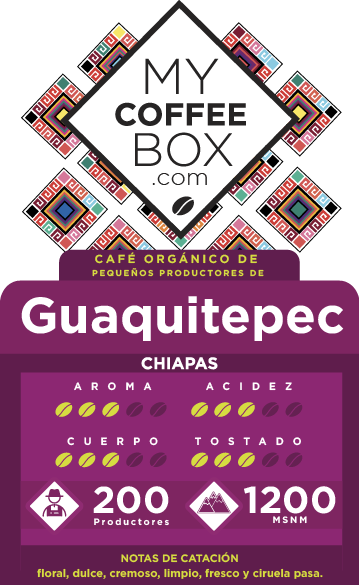 MY
COFFEE
BOX
.com
CAFÉ ORGÁNICO DE
PEQUEÑOS PRODUCTORES DE
Guaquitepec
CHIAPAS
AROMA ACIDEZ
CUERPO TOSTADO
200 1200
Productores MSNM
NOTAS DE CATACIÓN
floral, dulce, cremoso, limpio, fresco y ciruela pasa.